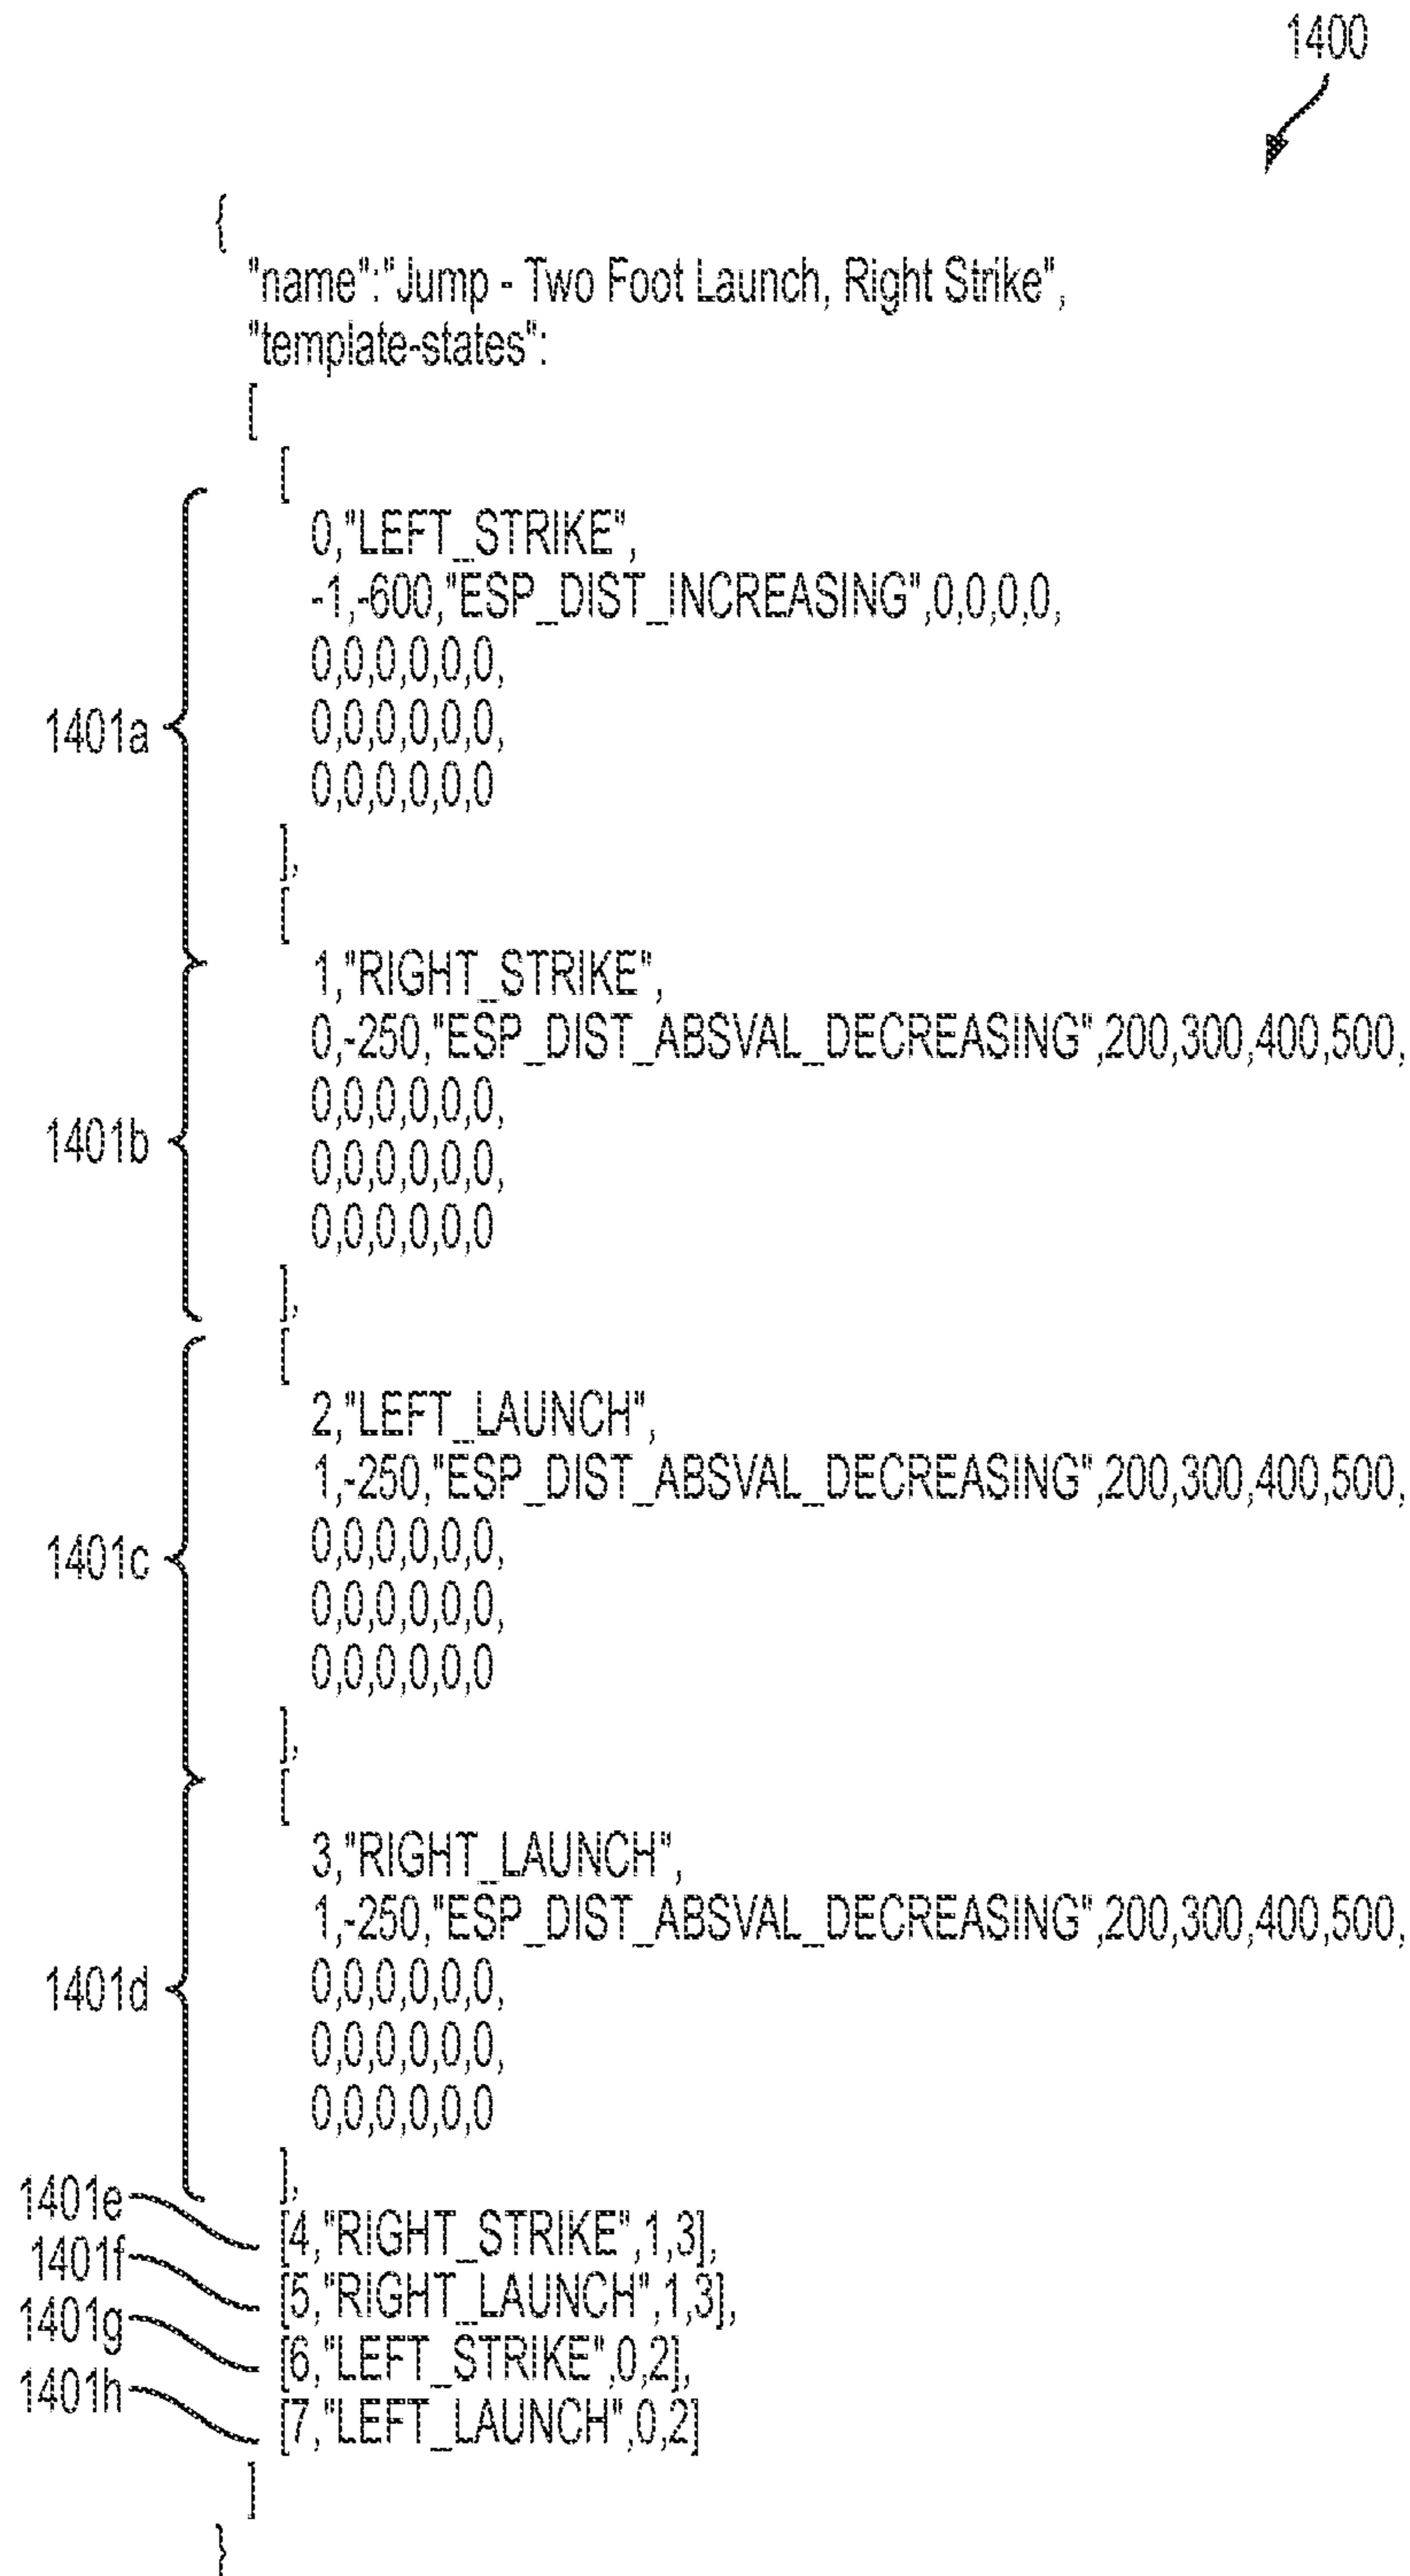 1400
{
"name":"Jump - Two Foot Launch, Right Strike",
"template-states":
[
[
0,"LEFT_STRIKE",
-1,-600,"ESP_DIST_INCREASING",0,0,0,0,
0,0,0,0,0,0,
0,0,0,0,0,0,
1401a
0,0,0,0,0,0
],
[
1,"RIGHT_STRIKE",
0,-250,"ESP_DIST_ABSVAL_DECREASING",200,300,400,500,
0,0,0,0,0,0,
1401b
0,0,0,0,0,0,
0,0,0,0,0,0
],
[
2,"LEFT_LAUNCH",
1,-250,"ESP_DIST_ABSVAL_DECREASING",200,300,400,500,
0,0,0,0,0,0,
1401c
0,0,0,0,0,0,
0,0,0,0,0,0
],
[
3,"RIGHT_LAUNCH",
1,-250,"ESP_DIST_ABSVAL_DECREASING",200,300,400,500,
0,0,0,0,0,0,
1401d
0,0,0,0,0,0,
0,0,0,0,0,0
],
1401e
[4,"RIGHT_STRIKE",1,3],
1401f
[5,"RIGHT_LAUNCH",1,3],
1401g
[6,"LEFT_STRIKE",0,2],
1401h
[7,"LEFT_LAUNCH",0,2]
]
}